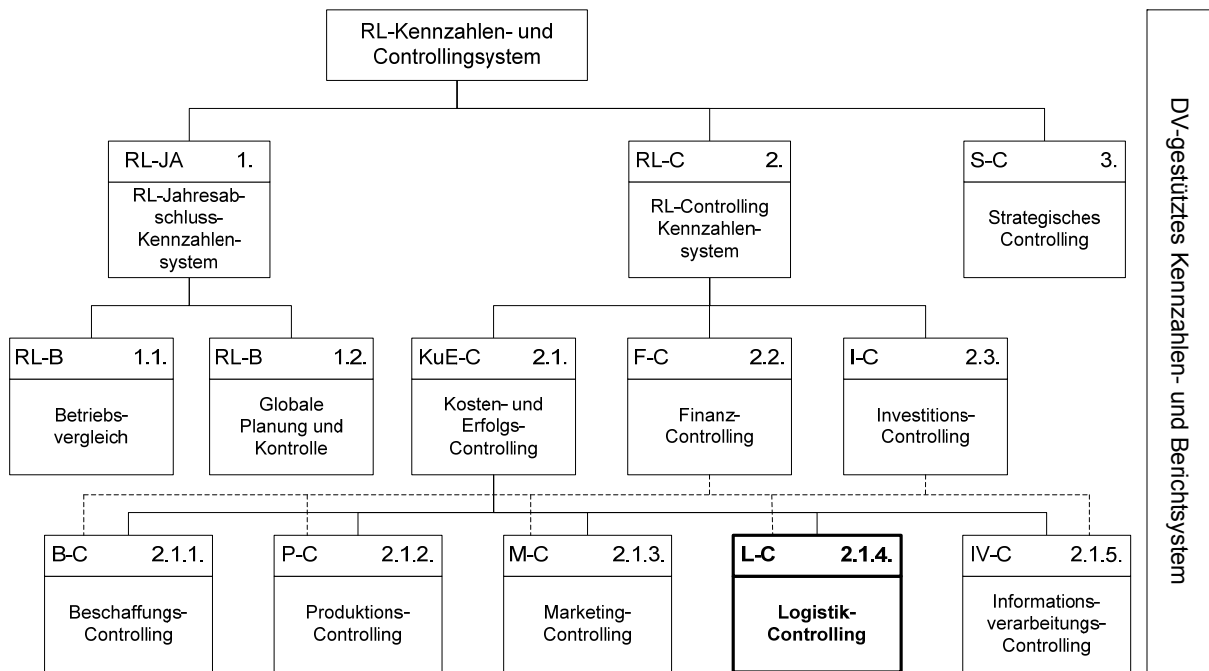 RL-Kennzahlen- und
Controllingsystem
RL-JA 1.
RL-Jahresab-
schluss-
Kennzahlen-
system
RL-C 2.
RL-Controlling
Kennzahlen-
system
S-C 3.
Strategisches
Controlling
RL-B 1.1.
Betriebs-
vergleich
RL-B 1.2.
Globale
Planung und
Kontrolle
KuE-C 2.1.
Kosten- und
Erfolgs-
Controlling
F-C 2.2.
Finanz-
Controlling
I-C 2.3.
Investitions-
Controlling
B-C 2.1.1.
Beschaffungs-
Controlling
P-C 2.1.2.
Produktions-
Controlling
M-C 2.1.3.
Marketing-
Controlling
L-C 2.1.4.
Logistik-
Controlling
IV-C 2.1.5.
Informations-
verarbeitungs-
Controlling
DV-gestütztes Kennzahlen- und Berichtsystem